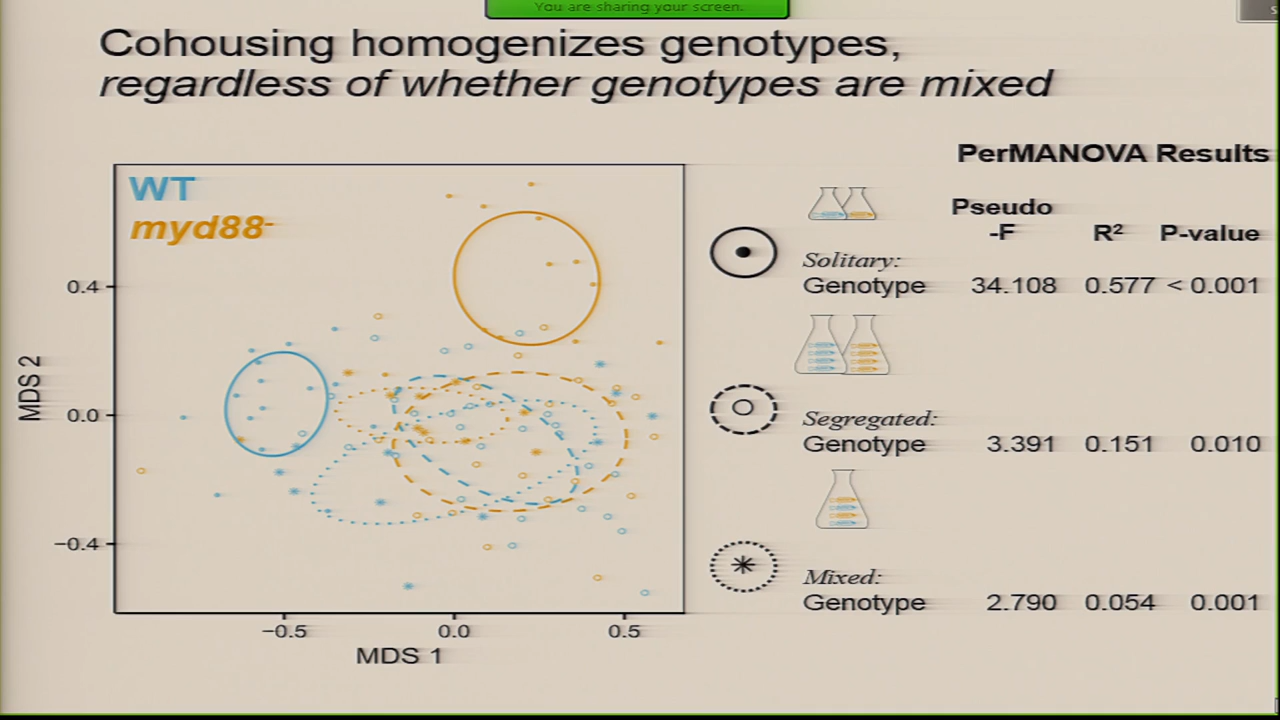 You are sharing your screen.
Cohousing homogenizes genotypes,
regardless of whether genotypes are mixed
PerMANOVA Results
WT
myd88-
Pseudo
-F R² P-value
Solitary:
Genotype 34.108 0.577 < 0.001
Segregated:
Genotype 3.391 0.151 0.010
Mixed:
Genotype 2.790 0.054 0.001
MDS 2
0.4
0.0
−0.4
−0.5 0.0 0.5
MDS 1